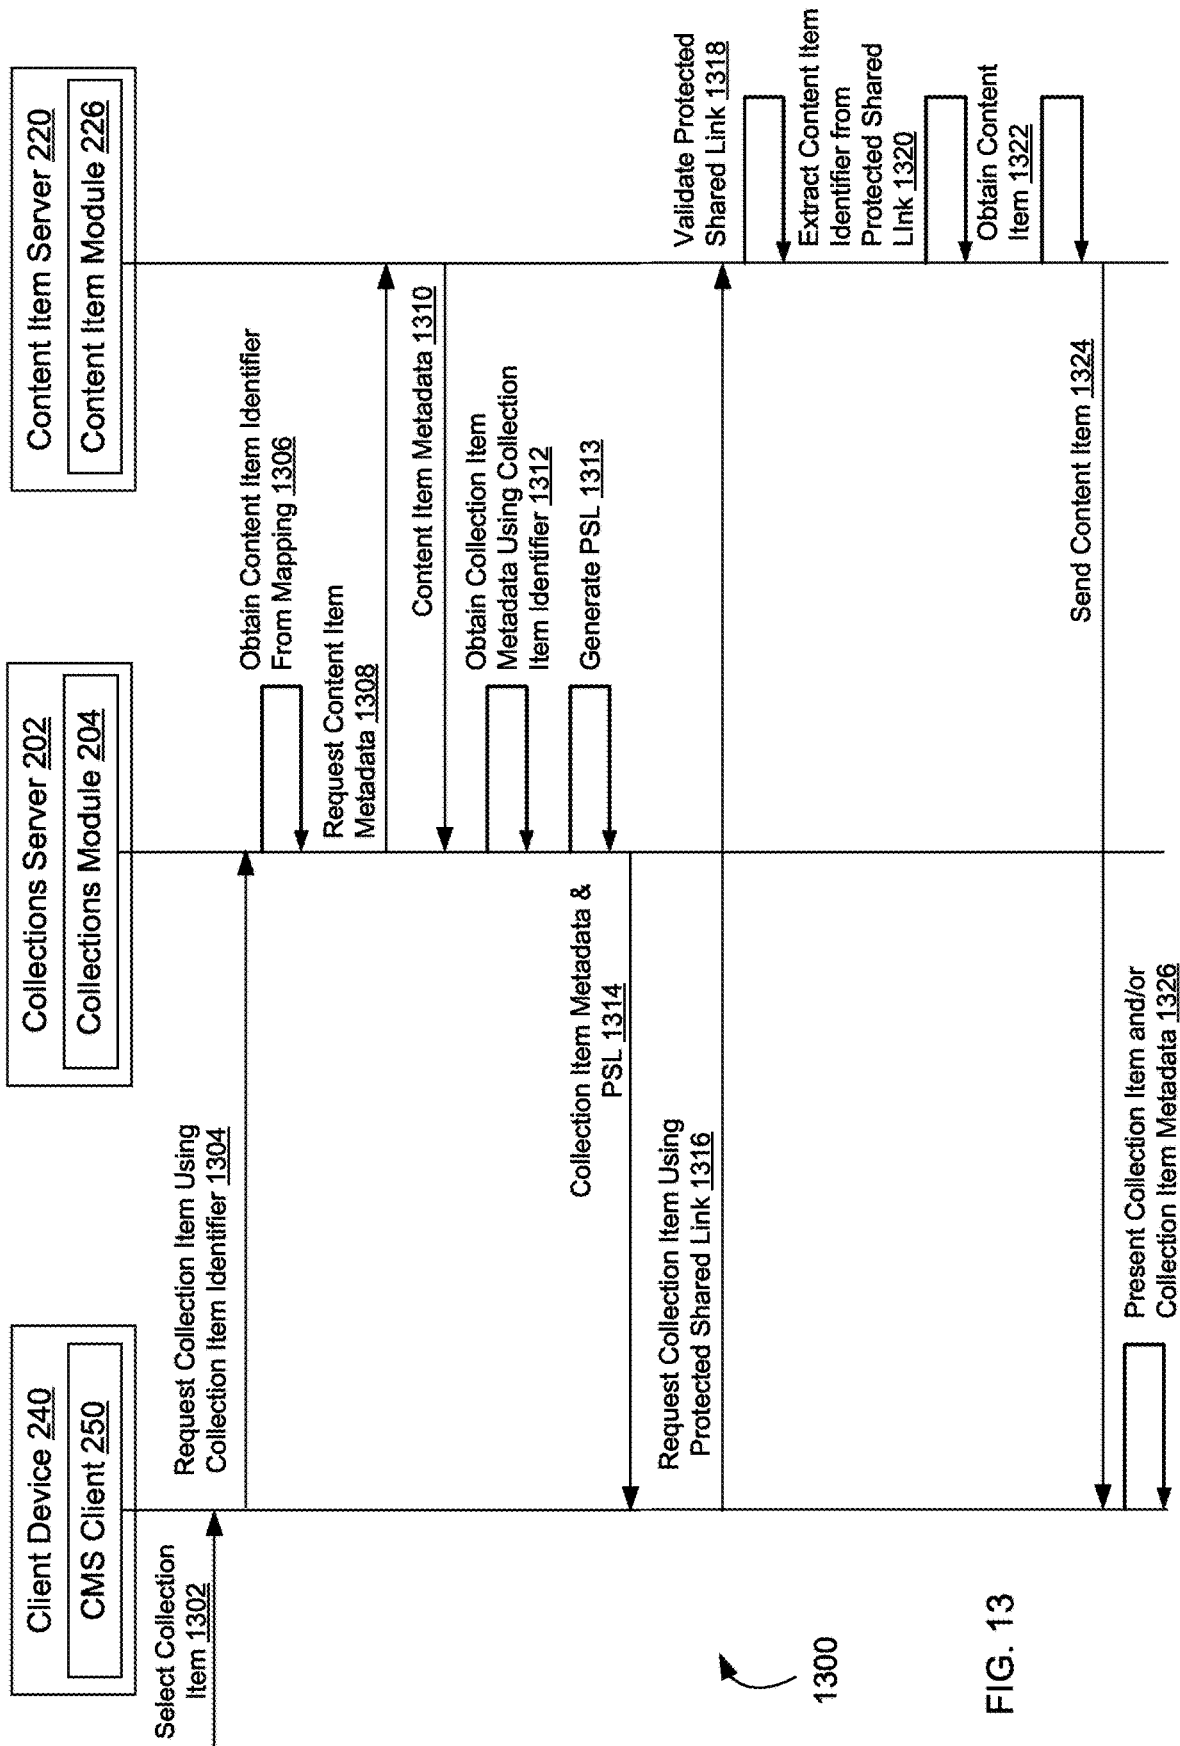 Client Device 240
CMS Client 250
Collections Server 202
Collections Module 204
Content Item Server 220
Content Item Module 226
Select Collection
Item 1302
Request Collection Item Using
Collection Item Identifier 1304
Obtain Content Item Identifier
From Mapping 1306
Request Content Item
Metadata 1308
Content Item Metadata 1310
Obtain Collection Item
Metadata Using Collection
Item Identifier 1312
Generate PSL 1313
Collection Item Metadata &
PSL 1314
Request Collection Item Using
Protected Shared Link 1316
Validate Protected
Shared Link 1318
Extract Content Item
Identifier from
Protected Shared
LInk 1320
Obtain Content
Item 1322
Send Content Item 1324
Present Collection Item and/or
Collection Item Metadata 1326
1300
FIG. 13